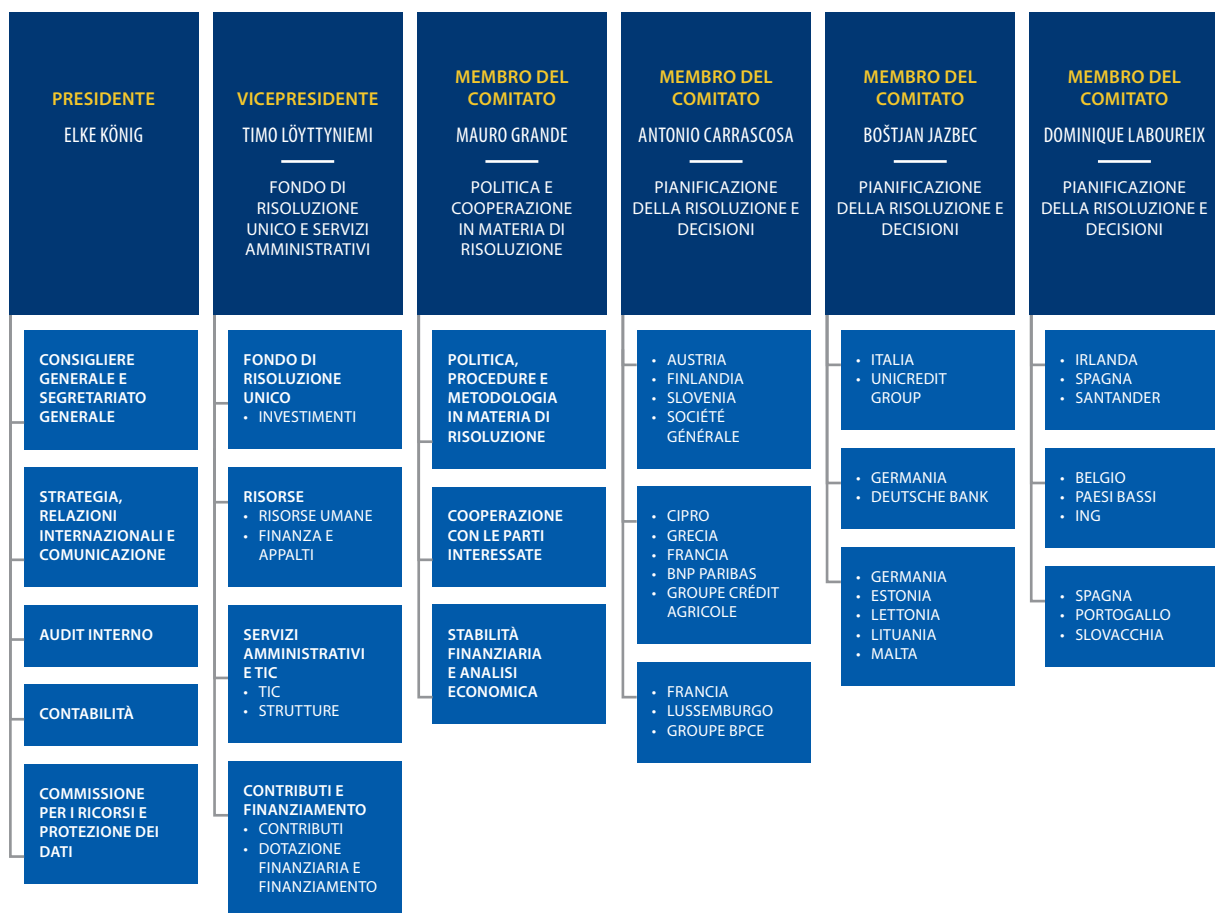 PRESIDENTE
ELKE KÖNIG
CONSIGLIERE
GENERALE E
SEGRETARIATO
GENERALE
STRATEGIA,
RELAZIONI
INTERNAZIONALI E
COMUNICAZIONE
AUDIT INTERNO
CONTABILITÀ
COMMISSIONE
PER I RICORSI E
PROTEZIONE DEI
DATI
VICEPRESIDENTE
TIMO LÖYTTYNIEMI
FONDO DI
RISOLUZIONE
UNICO E SERVIZI
AMMINISTRATIVI
FONDO DI
RISOLUZIONE
UNICO
• INVESTIMENTI
RISORSE
• RISORSE UMANE
• FINANZA E
APPALTI
SERVIZI
AMMINISTRATIVI
E TIC
• TIC
• STRUTTURE
CONTRIBUTI E
FINANZIAMENTO
• CONTRIBUTI
• DOTAZIONE
FINANZIARIA E
FINANZIAMENTO
MEMBRO DEL
COMITATO
MAURO GRANDE
POLITICA E
COOPERAZIONE
IN MATERIA DI
RISOLUZIONE
POLITICA,
PROCEDURE E
METODOLOGIA
IN MATERIA DI
RISOLUZIONE
COOPERAZIONE
CON LE PARTI
INTERESSATE
STABILITÀ
FINANZIARIA
E ANALISI
ECONOMICA
MEMBRO DEL
COMITATO
ANTONIO CARRASCOSA
PIANIFICAZIONE
DELLA RISOLUZIONE E
DECISIONI
• AUSTRIA
• FINLANDIA
• SLOVENIA
• SOCIÉTÉ
GÉNÉRALE
• CIPRO
• GRECIA
• FRANCIA
• BNP PARIBAS
• GROUPE CRÉDIT
AGRICOLE
• FRANCIA
• LUSSEMBURGO
• GROUPE BPCE
MEMBRO DEL
COMITATO
BOŠTJAN JAZBEC
PIANIFICAZIONE
DELLA RISOLUZIONE E
DECISIONI
• ITALIA
• UNICREDIT
GROUP
• GERMANIA
• DEUTSCHE BANK
• GERMANIA
• ESTONIA
• LETTONIA
• LITUANIA
• MALTA
MEMBRO DEL
COMITATO
DOMINIQUE LABOUREIX
PIANIFICAZIONE
DELLA RISOLUZIONE E
DECISIONI
• IRLANDA
• SPAGNA
• SANTANDER
• BELGIO
• PAESI BASSI
• ING
• SPAGNA
• PORTOGALLO
• SLOVACCHIA